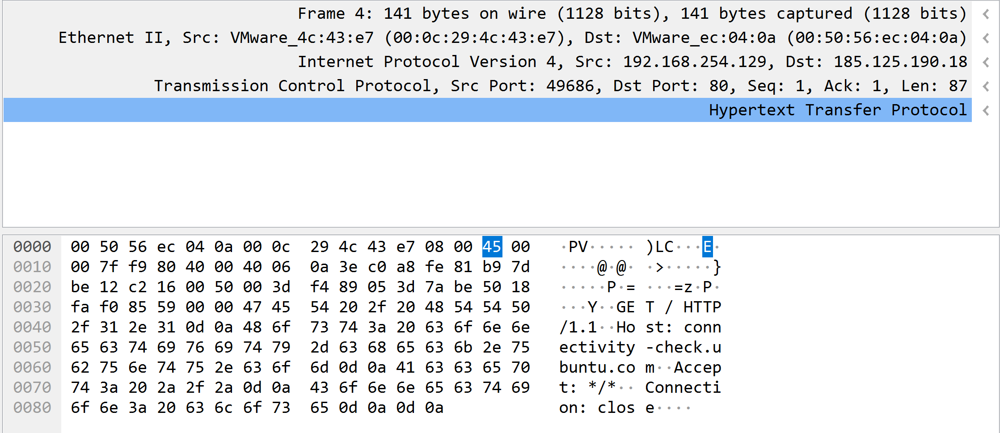 Frame 4: 141 bytes on wire (1128 bits), 141 bytes captured (1128 bits)
Ethernet II, Src: VMware_4c:43:e7 (00:0c:29:4c:43:e7), Dst: VMware_ec:04:0a (00:50:56:ec:04:0a)
Internet Protocol Version 4, Src: 192.168.254.129, Dst: 185.125.190.18
Transmission Control Protocol, Src Port: 49686, Dst Port: 80, Seq: 1, Ack: 1, Len: 87
Hypertext Transfer Protocol
0000 00 50 56 ec 04 0a 00 0c 29 4c 43 e7 08 00 45 00 ·PV····· )LC···E·
0010 00 7f f9 80 40 00 40 06 0a 3e c0 a8 fe 81 b9 7d ····@·@· ·>·····}
0020 be 12 c2 16 00 50 00 3d f4 89 05 3d 7a be 50 18 ·····P·= ···=z·P·
0030 fa f0 85 59 00 00 47 45 54 20 2f 20 48 54 54 50 ···Y··GE T / HTTP
0040 2f 31 2e 31 0d 0a 48 6f 73 74 3a 20 63 6f 6e 6e /1.1··Ho st: conn
0050 65 63 74 69 76 69 74 79 2d 63 68 65 63 6b 2e 75 ectivity -check.u
0060 62 75 6e 74 75 2e 63 6f 6d 0d 0a 41 63 63 65 70 buntu.co m··Accep
0070 74 3a 20 2a 2f 2a 0d 0a 43 6f 6e 6e 65 63 74 69 t: */*·· Connecti
0080 6f 6e 3a 20 63 6c 6f 73 65 0d 0a 0d 0a on: clos e····